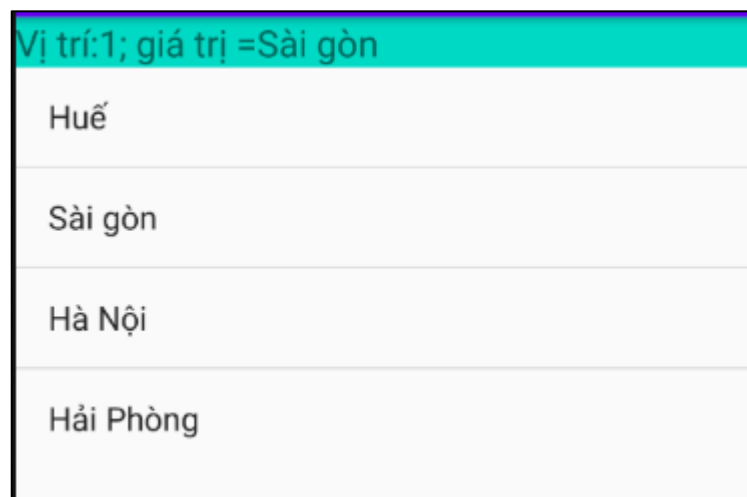 Vị trí:1; giá trị =Sài gòn
Huế
Sài gòn
Hà Nội
Hải Phòng